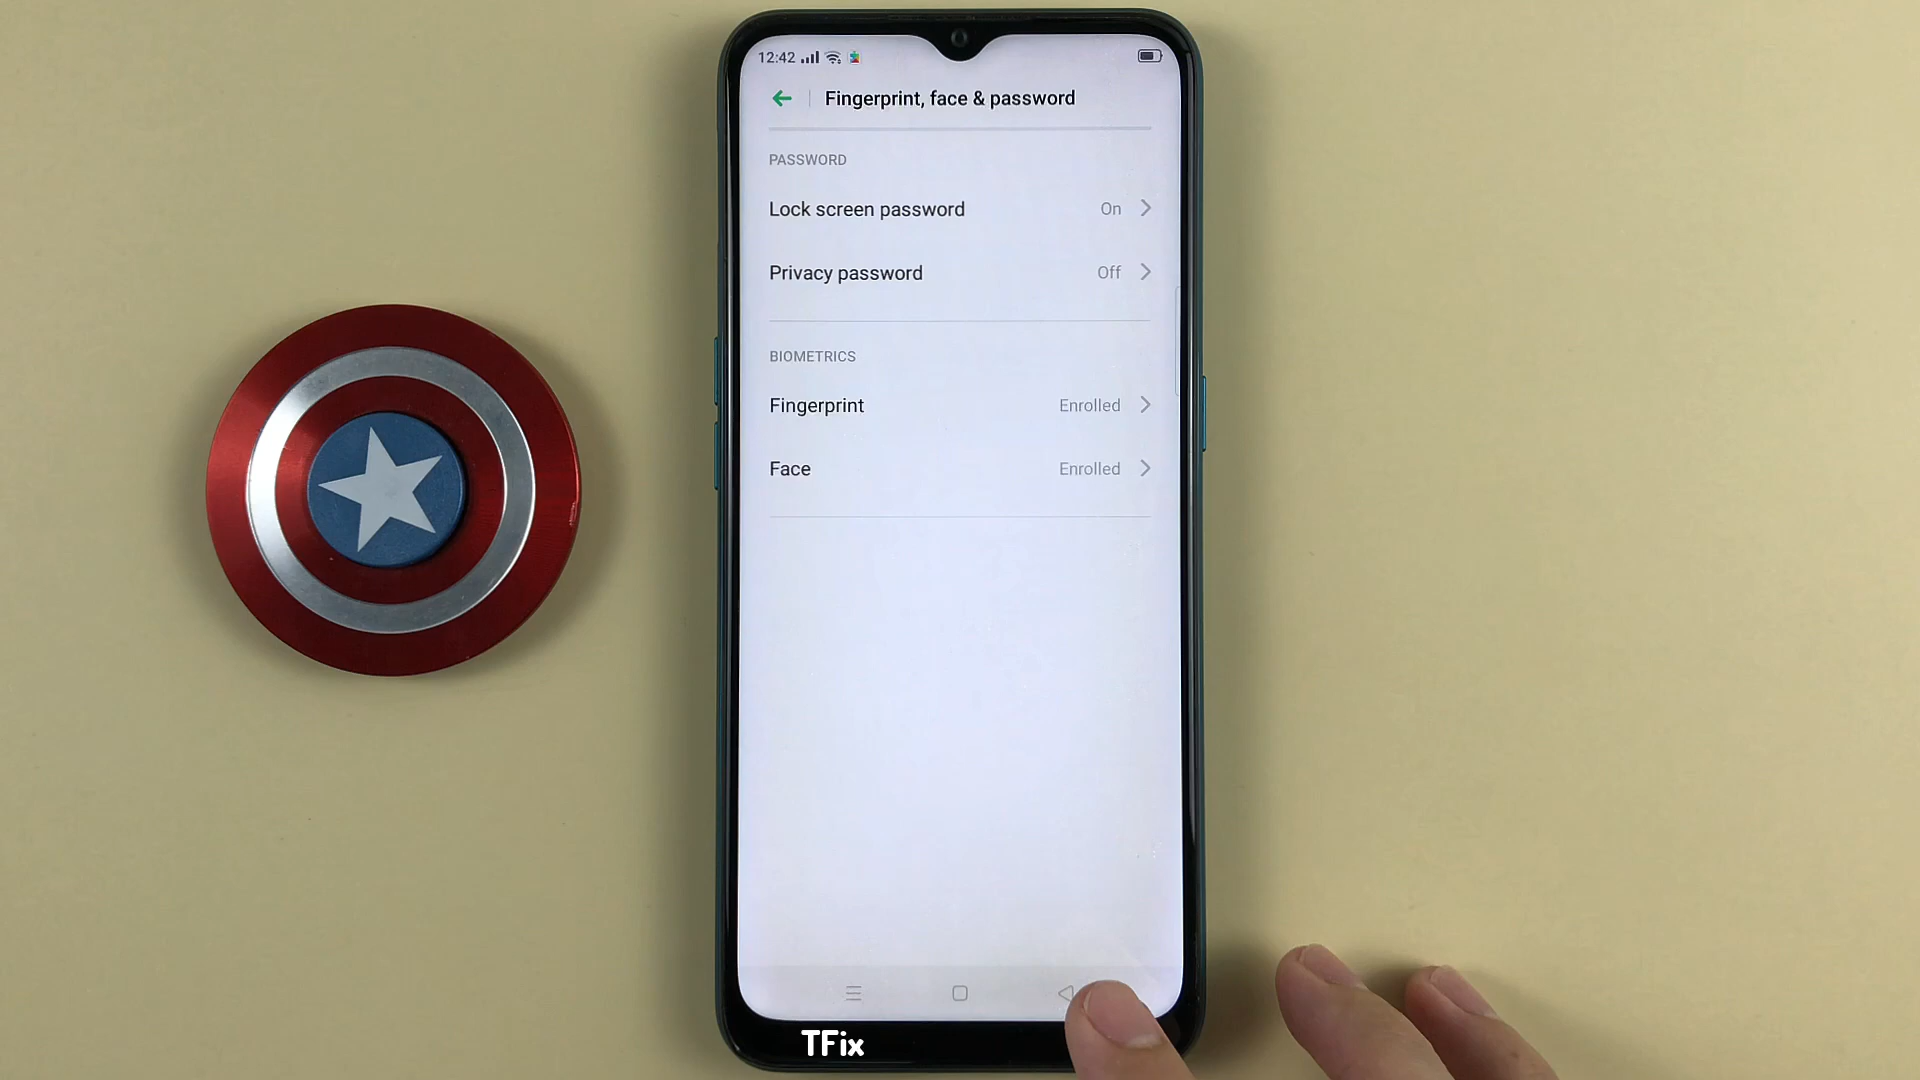 12:42
Fingerprint, face & password
PASSWORD
Lock screen password On
Privacy password Off
BIOMETRICS
Fingerprint Enrolled
Face Enrolled
TFix